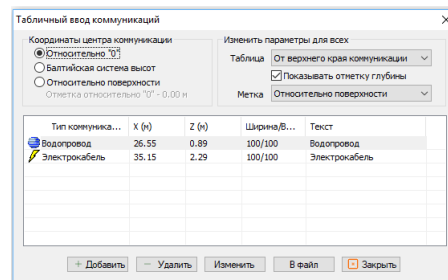 Табличный ввод коммуникаций
Координаты центра коммуникации
Относительно "0"
Балтийская система высот
Относительно поверхности
Отметка относительно "0" - 0.00 м
Изменить параметры для всех
Таблица От верхнего края коммуникации
Показывать отметку глубины
Метка Относительно поверхности
Тип коммуника... X (м) Z (м) Ширина/В... Текст
Водопровод 26.55 0.89 100/100 Водопровод
Электрокабель 35.15 2.29 100/100 Электрокабель
Добавить Удалить Изменить В файл Закрыть